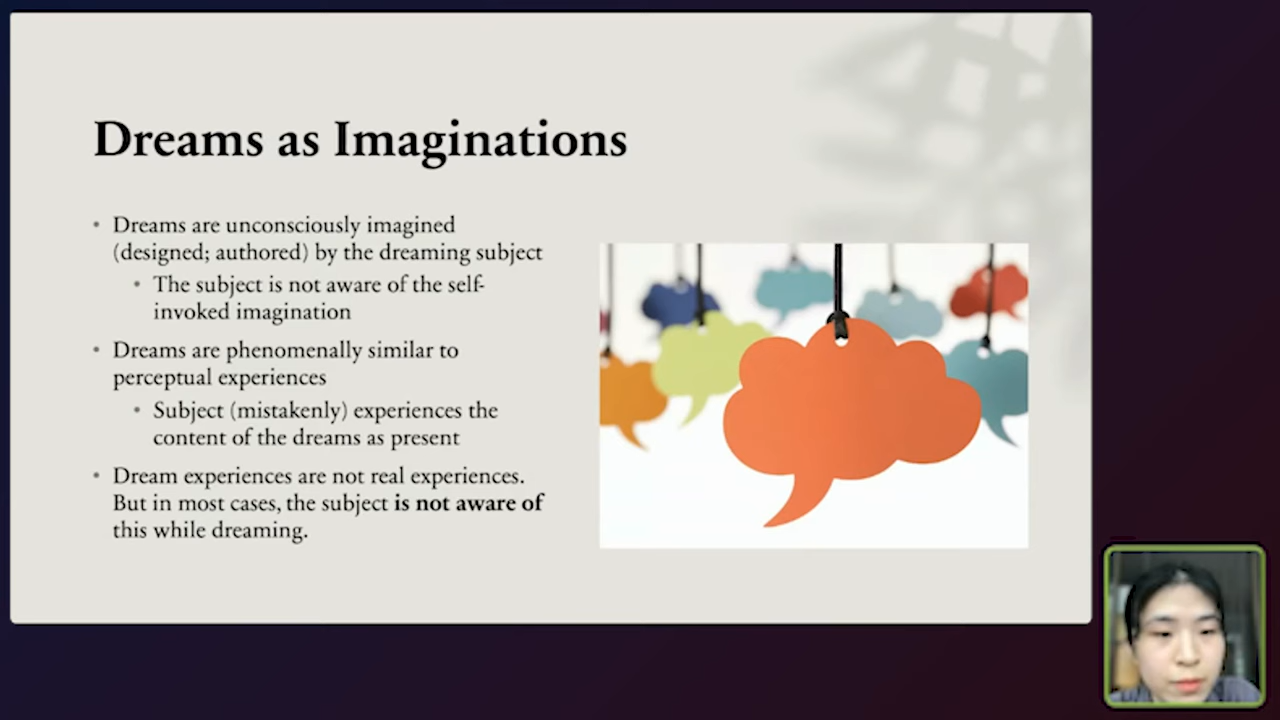 Dreams as Imaginations
• Dreams are unconsciously imagined
(designed; authored) by the dreaming subject
• The subject is not aware of the self-
invoked imagination
• Dreams are phenomenally similar to
perceptual experiences
• Subject (mistakenly) experiences the
content of the dreams as present
• Dream experiences are not real experiences.
But in most cases, the subject is not aware of
this while dreaming.